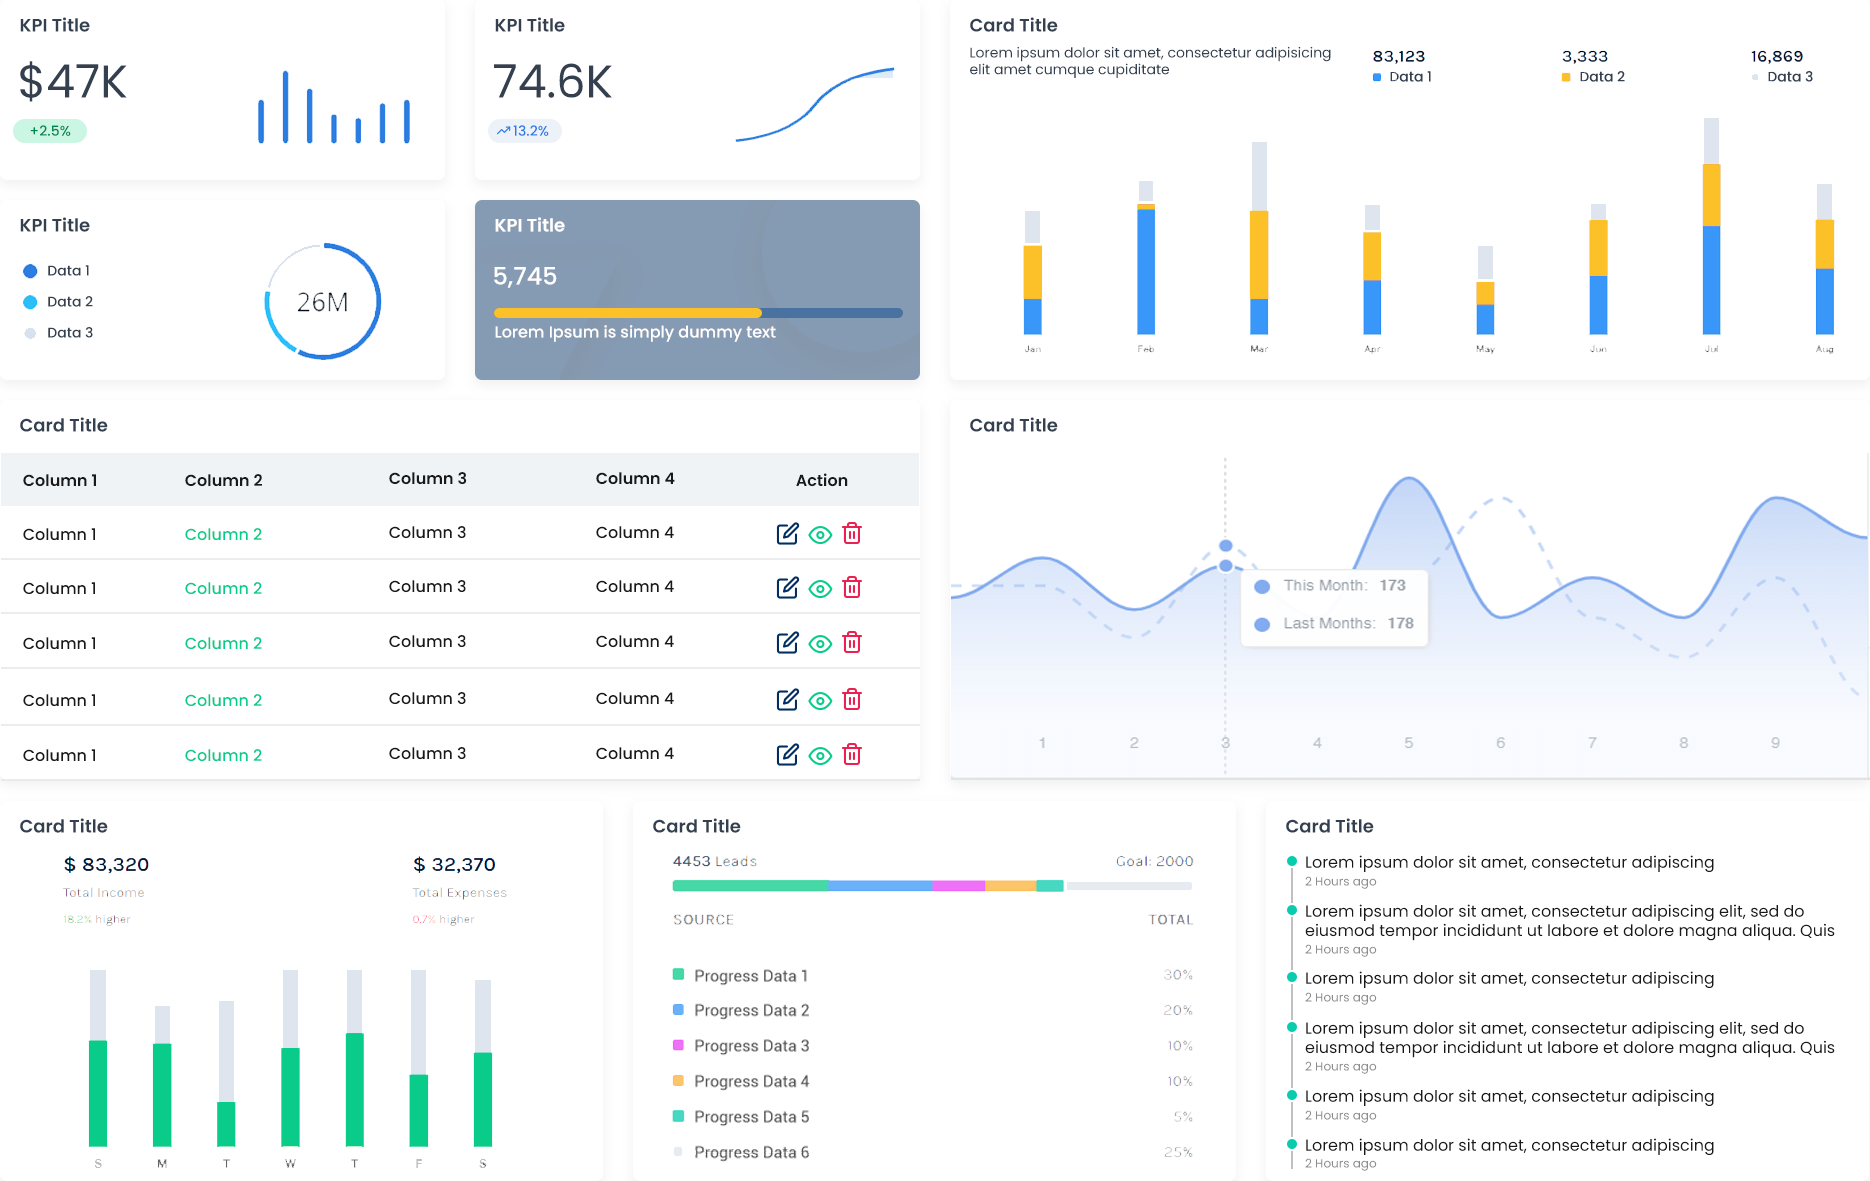 KPI Title
$47K
+2.5%
KPI Title
74.6K
13.2%
Card Title
Lorem ipsum dolor sit amet, consectetur adipisicing
elit amet cumque cupiditate
83,123
Data 1
3,333
Data 2
16,869
Data 3
Jan Feb Mar Apr May Jun Jul Aug
KPI Title
Data 1
Data 2
Data 3
26M
KPI Title
5,745
Lorem Ipsum is simply dummy text
Card Title
Column 1 Column 2 Column 3 Column 4 Action
Column 1 Column 2 Column 3 Column 4
Column 1 Column 2 Column 3 Column 4
Column 1 Column 2 Column 3 Column 4
Column 1 Column 2 Column 3 Column 4
Column 1 Column 2 Column 3 Column 4
Card Title
This Month: 173
Last Months: 178
1 2 3 4 5 6 7 8 9
Card Title
$ 83,320
Total Income
18.2% higher
$ 32,370
Total Expenses
0.7% higher
S M T W T F S
Card Title
4453 Leads Goal: 2000
SOURCE TOTAL
Progress Data 1 30%
Progress Data 2 20%
Progress Data 3 10%
Progress Data 4 10%
Progress Data 5 5%
Progress Data 6 25%
Card Title
Lorem ipsum dolor sit amet, consectetur adipiscing
2 Hours ago
Lorem ipsum dolor sit amet, consectetur adipiscing elit, sed do
eiusmod tempor incididunt ut labore et dolore magna aliqua. Quis
2 Hours ago
Lorem ipsum dolor sit amet, consectetur adipiscing
2 Hours ago
Lorem ipsum dolor sit amet, consectetur adipiscing elit, sed do
eiusmod tempor incididunt ut labore et dolore magna aliqua. Quis
2 Hours ago
Lorem ipsum dolor sit amet, consectetur adipiscing
2 Hours ago
Lorem ipsum dolor sit amet, consectetur adipiscing
2 Hours ago